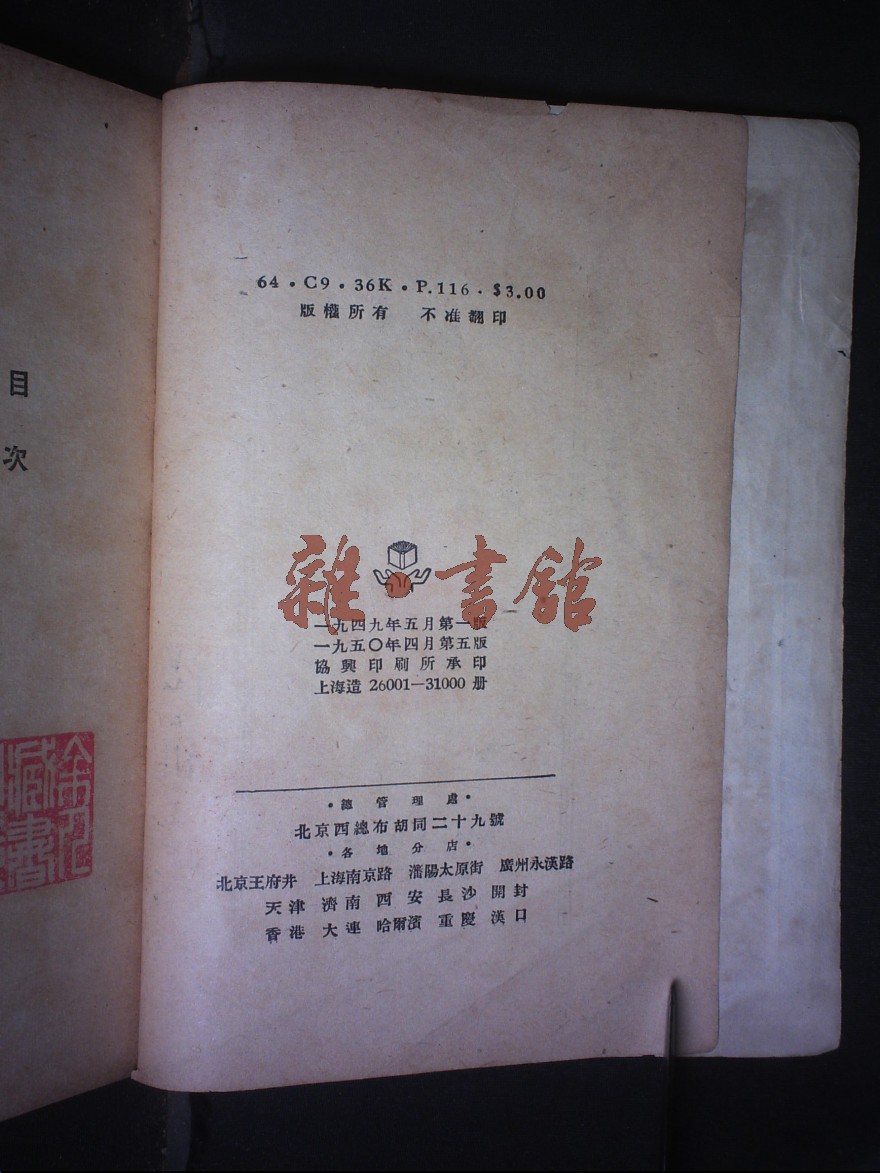 目次
64 · C9 · 36K · P.116 · $3.00
版權所有 不准翻印
雜·書館
一九四九年五月第一版
一九五〇年四月第五版
協興印刷所承印
上海造 26001—31000 册
·總管理處·
北京西總布胡同二十九號
·各地分店·
北京王府井 上海南京路 瀋陽太原街 廣州永漢路
天津 濟南 西安 長沙 開封
香港 大連 哈爾濱 重慶 漢口
藏書